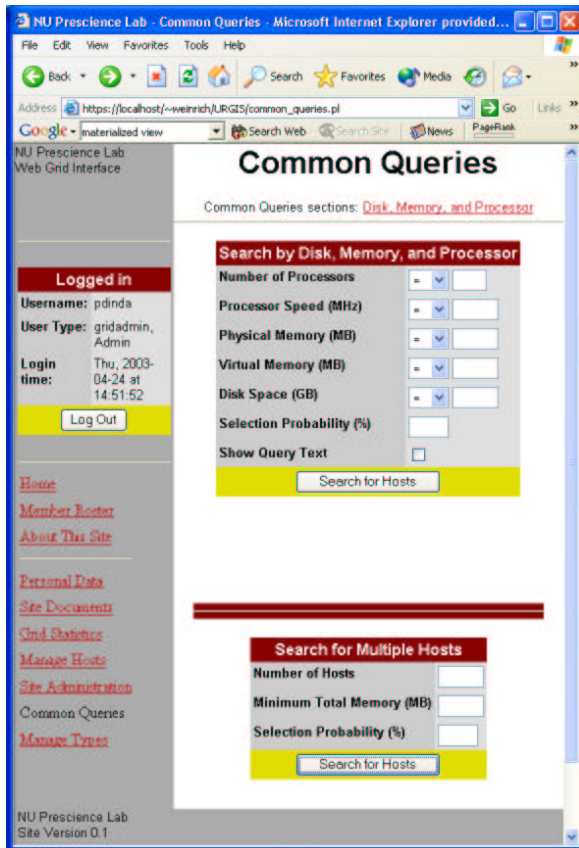 NU Prescience Lab - Common Queries - Microsoft Internet Explorer provided...
File Edit View Favorites Tools Help
Back Search Favorites Media
Address https://localhost/~weinrich/URGIS/common_queries.pl Go Links
Google materialized view Search Web Search Site News PageRank
NU Prescience Lab
Web Grid Interface
Logged in
Username: pdinda
User Type: gridadmin,
Admin
Login
time: Thu, 2003-
04-24 at
14:51:52
Log Out
Home
Member Roster
About This Site
Personal Data
Site Documents
Grid Statistics
Manage Hosts
Site Administration
Common Queries
Manage Types
NU Prescience Lab
Site Version 0.1
Common Queries
Common Queries sections: Disk, Memory, and Processor
Search by Disk, Memory, and Processor
Number of Processors =
Processor Speed (MHz) =
Physical Memory (MB) =
Virtual Memory (MB) =
Disk Space (GB) =
Selection Probability (%)
Show Query Text
Search for Hosts
Search for Multiple Hosts
Number of Hosts
Minimum Total Memory (MB)
Selection Probability (%)
Search for Hosts